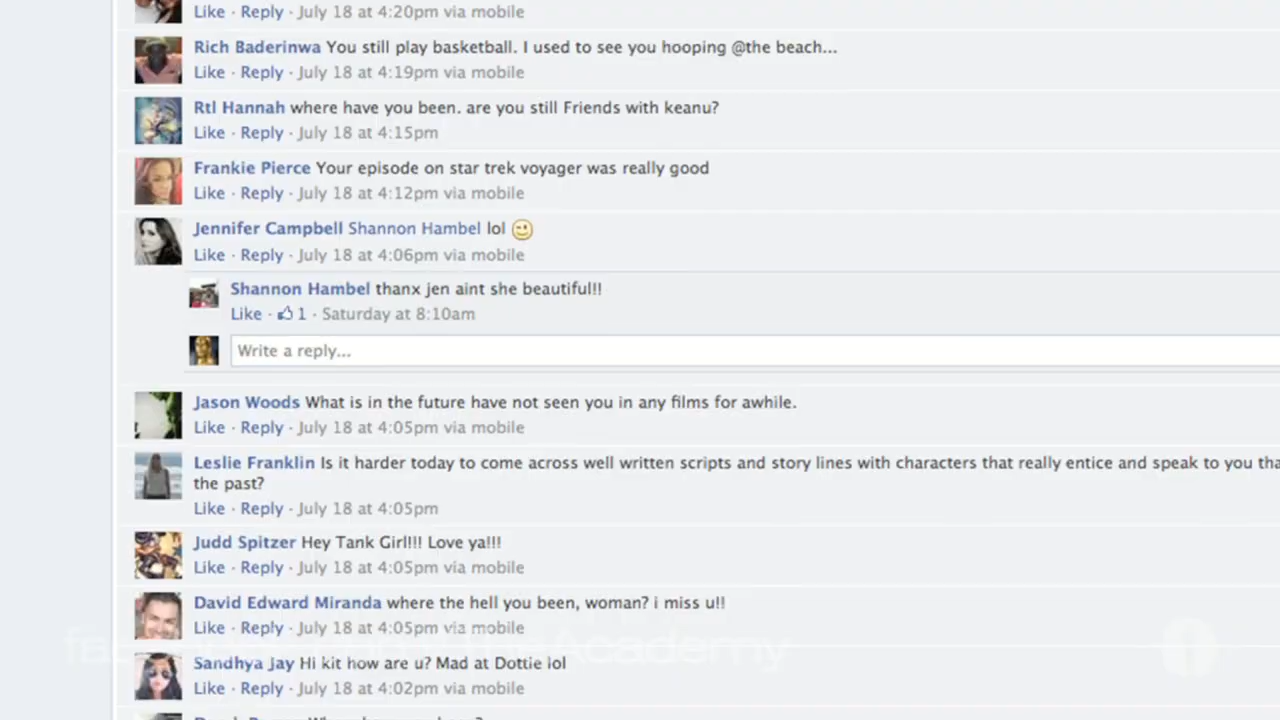 Like · Reply · July 18 at 4:20pm via mobile
Rich Baderinwa You still play basketball. I used to see you hooping @the beach...
Like · Reply · July 18 at 4:19pm via mobile
Rtl Hannah where have you been. are you still Friends with keanu?
Like · Reply · July 18 at 4:15pm
Frankie Pierce Your episode on star trek voyager was really good
Like · Reply · July 18 at 4:12pm via mobile
Jennifer Campbell Shannon Hambel lol
Like · Reply · July 18 at 4:06pm via mobile
Shannon Hambel thanx jen aint she beautiful!!
Like · 1 · Saturday at 8:10am
Write a reply...
Jason Woods What is in the future have not seen you in any films for awhile.
Like · Reply · July 18 at 4:05pm via mobile
Leslie Franklin Is it harder today to come across well written scripts and story lines with characters that really entice and speak to you tha
the past?
Like · Reply · July 18 at 4:05pm
Judd Spitzer Hey Tank Girl!!! Love ya!!!
Like · Reply · July 18 at 4:05pm via mobile
David Edward Miranda where the hell you been, woman? i miss u!!
Like · Reply · July 18 at 4:05pm via mobile
Sandhya Jay Hi kit how are u? Mad at Dottie lol
Like · Reply · July 18 at 4:02pm via mobile